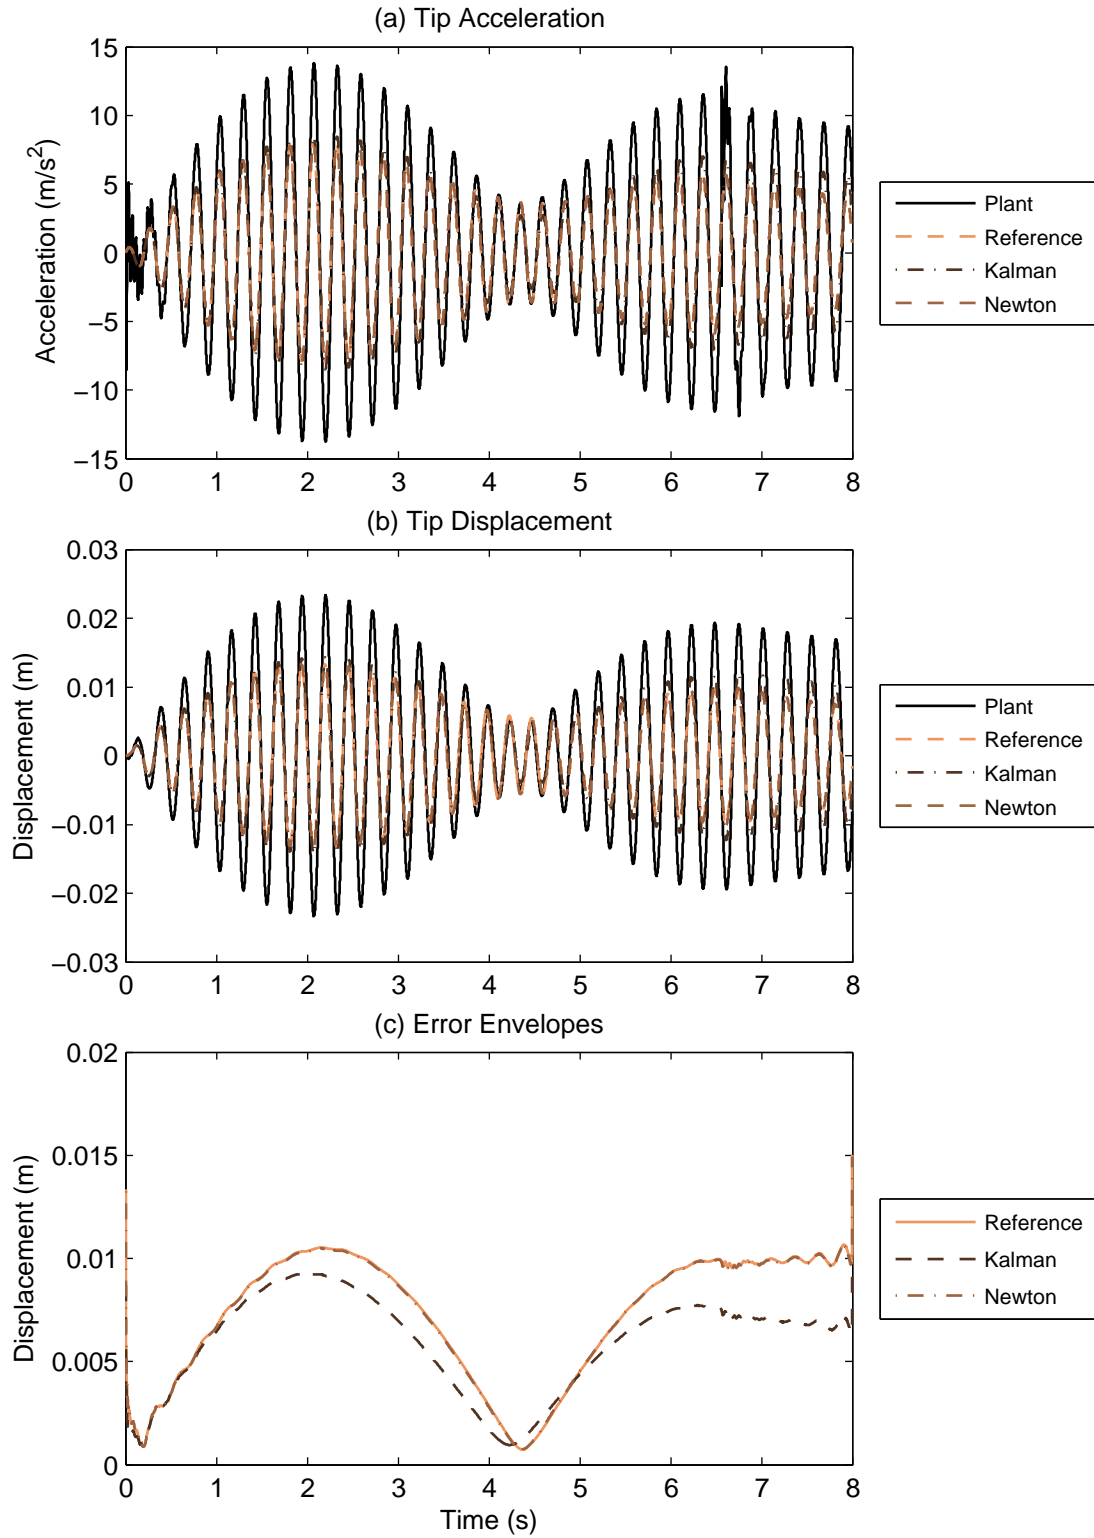 (a) Tip Acceleration
15
10
5
0
−5
−10
−15
Acceleration (m/s²)
0 1 2 3 4 5 6 7 8
Plant
Reference
Kalman
Newton
(b) Tip Displacement
0.03
0.02
0.01
0
−0.01
−0.02
−0.03
Displacement (m)
0 1 2 3 4 5 6 7 8
Plant
Reference
Kalman
Newton
(c) Error Envelopes
0.02
0.015
0.01
0.005
0
Displacement (m)
0 1 2 3 4 5 6 7 8
Time (s)
Reference
Kalman
Newton